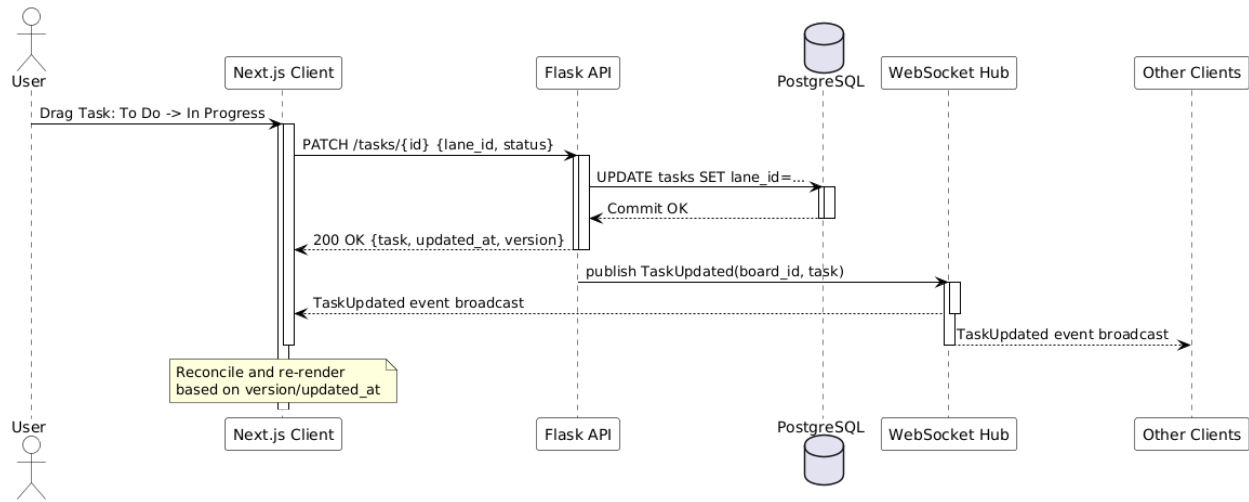 User
Next.js Client
Flask API
PostgreSQL
WebSocket Hub
Other Clients
Drag Task: To Do -> In Progress
PATCH /tasks/{id} {lane_id, status}
UPDATE tasks SET lane_id=...
Commit OK
200 OK {task, updated_at, version}
publish TaskUpdated(board_id, task)
TaskUpdated event broadcast
TaskUpdated event broadcast
Reconcile and re-render
based on version/updated_at
User
Next.js Client
Flask API
PostgreSQL
WebSocket Hub
Other Clients